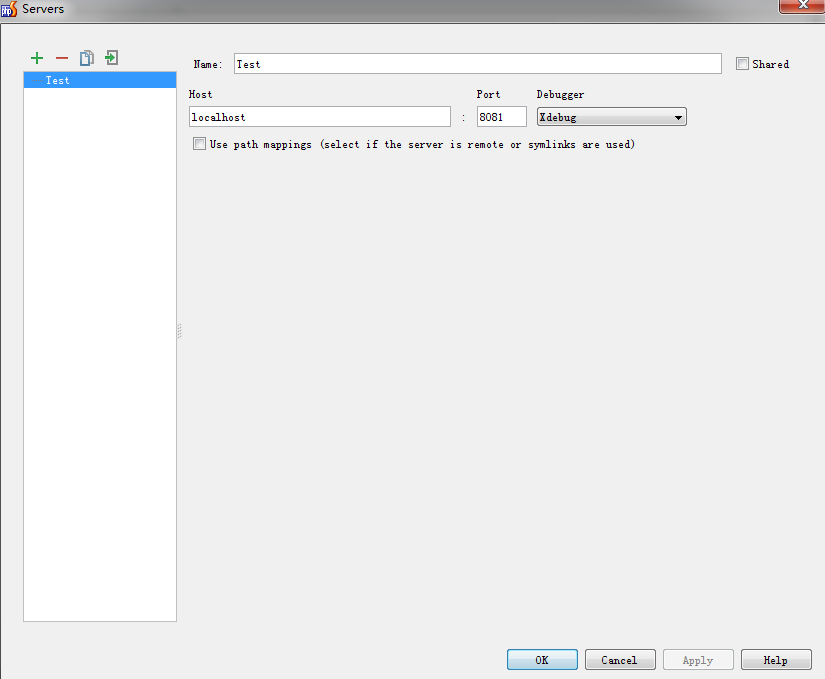 Servers
Name: Test Shared
Test
Host Port Debugger
localhost : 8081 Xdebug
Use path mappings (select if the server is remote or symlinks are used)
OK Cancel Apply Help